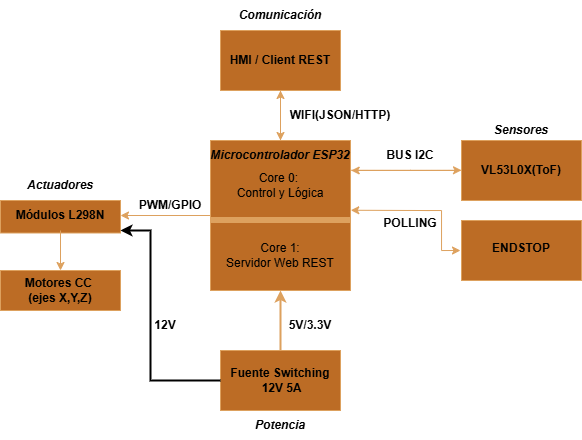 Comunicación
HMI / Client REST
WIFI(JSON/HTTP)
Microcontrolador ESP32
Core 0:
Control y Lógica
Core 1:
Servidor Web REST
BUS I2C
Sensores
VL53L0X(ToF)
POLLING
ENDSTOP
Actuadores
Módulos L298N
PWM/GPIO
Motores CC
(ejes X,Y,Z)
12V
5V/3.3V
Fuente Switching
12V 5A
Potencia